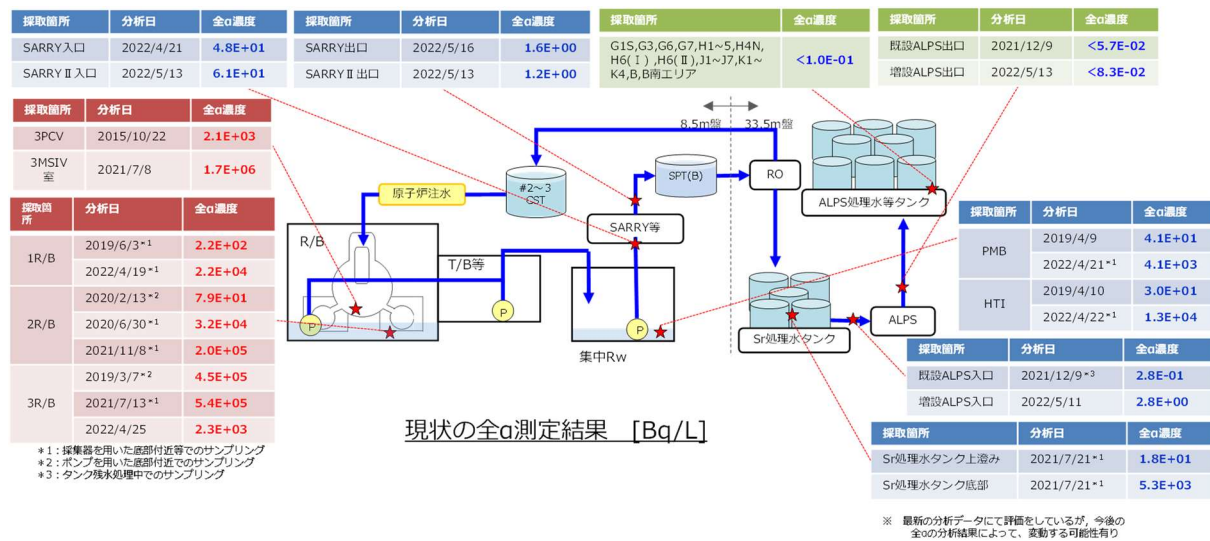 採取箇所 分析日 全α濃度
SARRY入口 2022/4/21 4.8E+01
SARRYⅡ入口 2022/5/13 6.1E+01
採取箇所 分析日 全α濃度
SARRY出口 2022/5/16 1.6E+00
SARRYⅡ出口 2022/5/13 1.2E+00
採取箇所 全α濃度
G1S,G3,G6,G7,H1~5,H4N,
H6(Ⅰ),H6(Ⅱ),J1~J7,K1~
K4,B,B南エリア
<1.0E-01
採取箇所 分析日 全α濃度
既設ALPS出口 2021/12/9 <5.7E-02
増設ALPS出口 2022/5/13 <8.3E-02
採取箇所 分析日 全α濃度
3PCV 2015/10/22 2.1E+03
3MSIV
室 2021/7/8 1.7E+06
採取箇
所 分析日 全α濃度
1R/B
2019/6/3*1 2.2E+02
2022/4/19*1 2.2E+04
2R/B
2020/2/13*2 7.9E+01
2020/6/30*1 3.2E+04
2021/11/8*1 2.0E+05
3R/B
2019/3/7*2 4.5E+05
2021/7/13*1 5.4E+05
2022/4/25 2.3E+03
*1:採集器を用いた底部付近等でのサンプリング
*2:ポンプを用いた底部付近でのサンプリング
*3:タンク残水処理中でのサンプリング
8.5m盤 33.5m盤
原子炉注水
#2~3
CST
SPT(B)
RO
SARRY等
ALPS処理水等タンク
R/B
T/B等
P
P
P
集中Rw
Sr処理水タンク
ALPS
採取箇所 分析日 全α濃度
PMB
2019/4/9 4.1E+01
2022/4/21*1 4.1E+03
HTI
2019/4/10 3.0E+01
2022/4/22*1 1.3E+04
採取箇所 分析日 全α濃度
既設ALPS入口 2021/12/9*3 2.8E-01
増設ALPS入口 2022/5/11 2.8E+00
採取箇所 分析日 全α濃度
Sr処理水タンク上澄み 2021/7/21*1 1.8E+01
Sr処理水タンク底部 2021/7/21*1 5.3E+03
現状の全α測定結果 [Bq/L]
※ 最新の分析データにて評価をしているが,今後の
全αの分析結果によって、変動する可能性有り